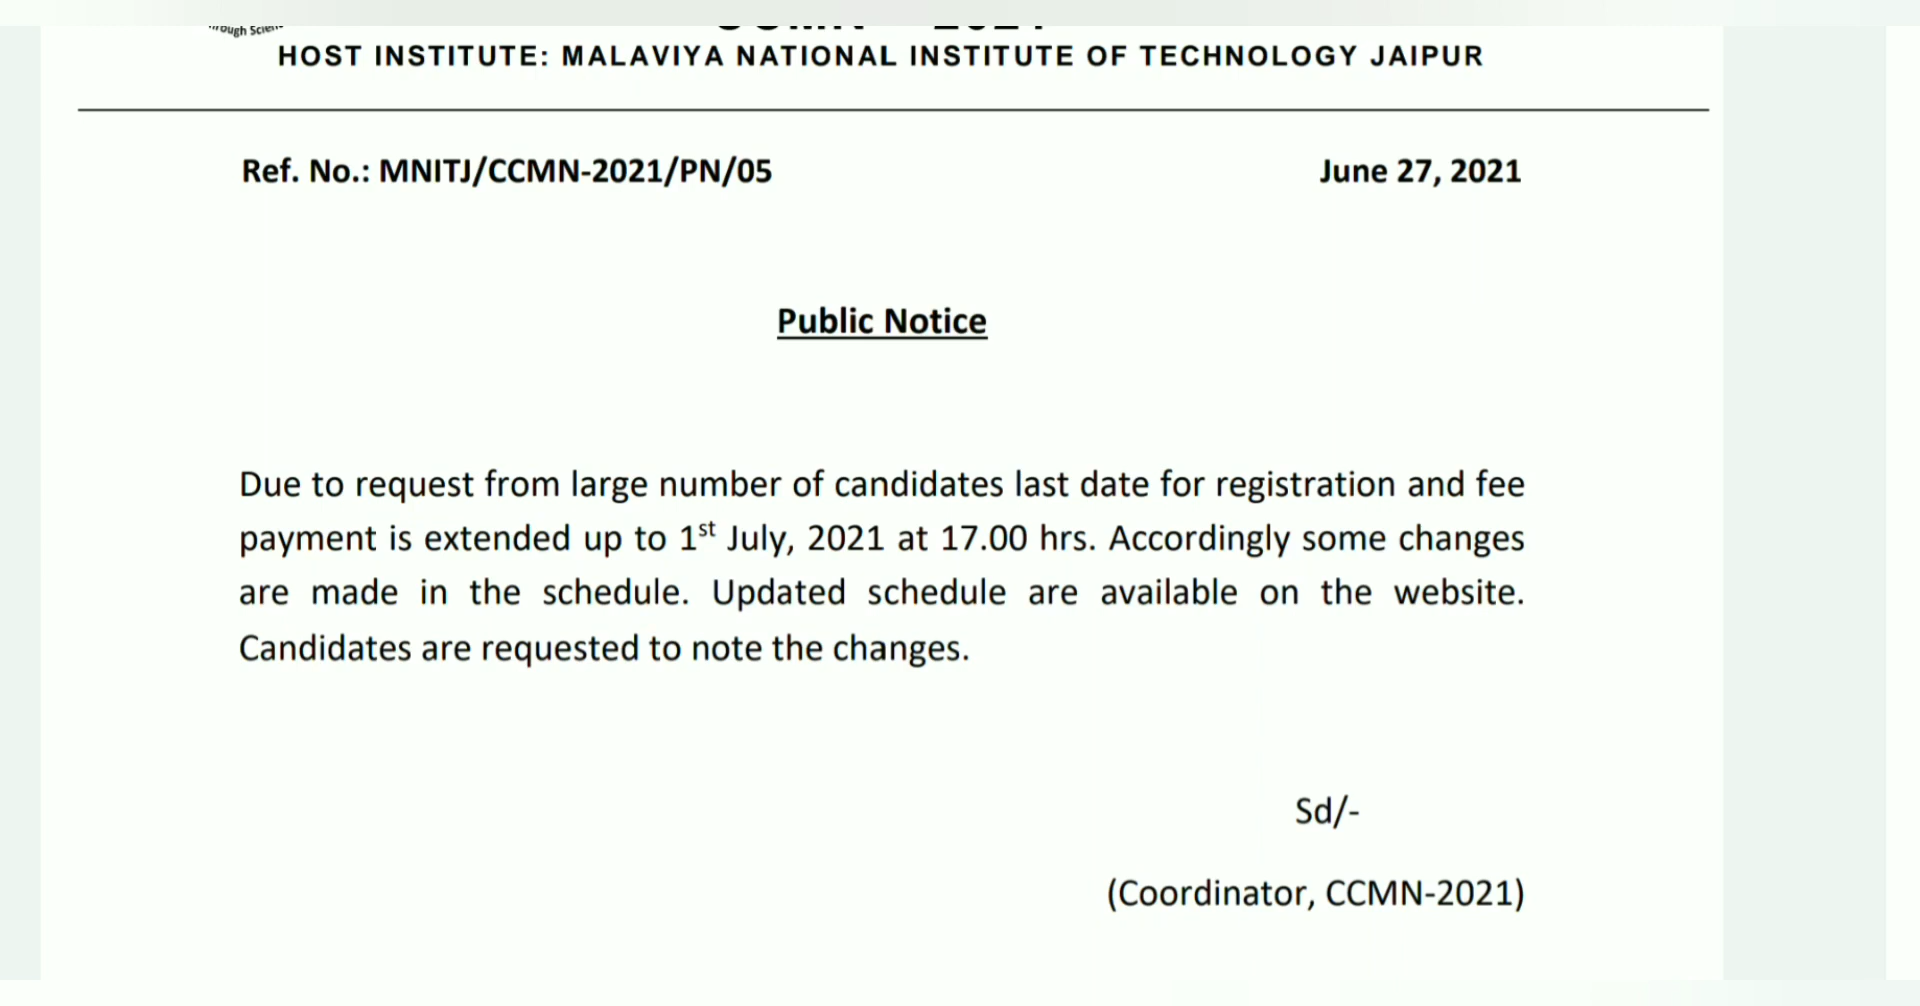 HOST INSTITUTE: MALAVIYA NATIONAL INSTITUTE OF TECHNOLOGY JAIPUR
Ref. No.: MNITJ/CCMN-2021/PN/05 June 27, 2021
Public Notice
Due to request from large number of candidates last date for registration and fee
payment is extended up to 1st July, 2021 at 17.00 hrs. Accordingly some changes
are made in the schedule. Updated schedule are available on the website.
Candidates are requested to note the changes.
Sd/-
(Coordinator, CCMN-2021)